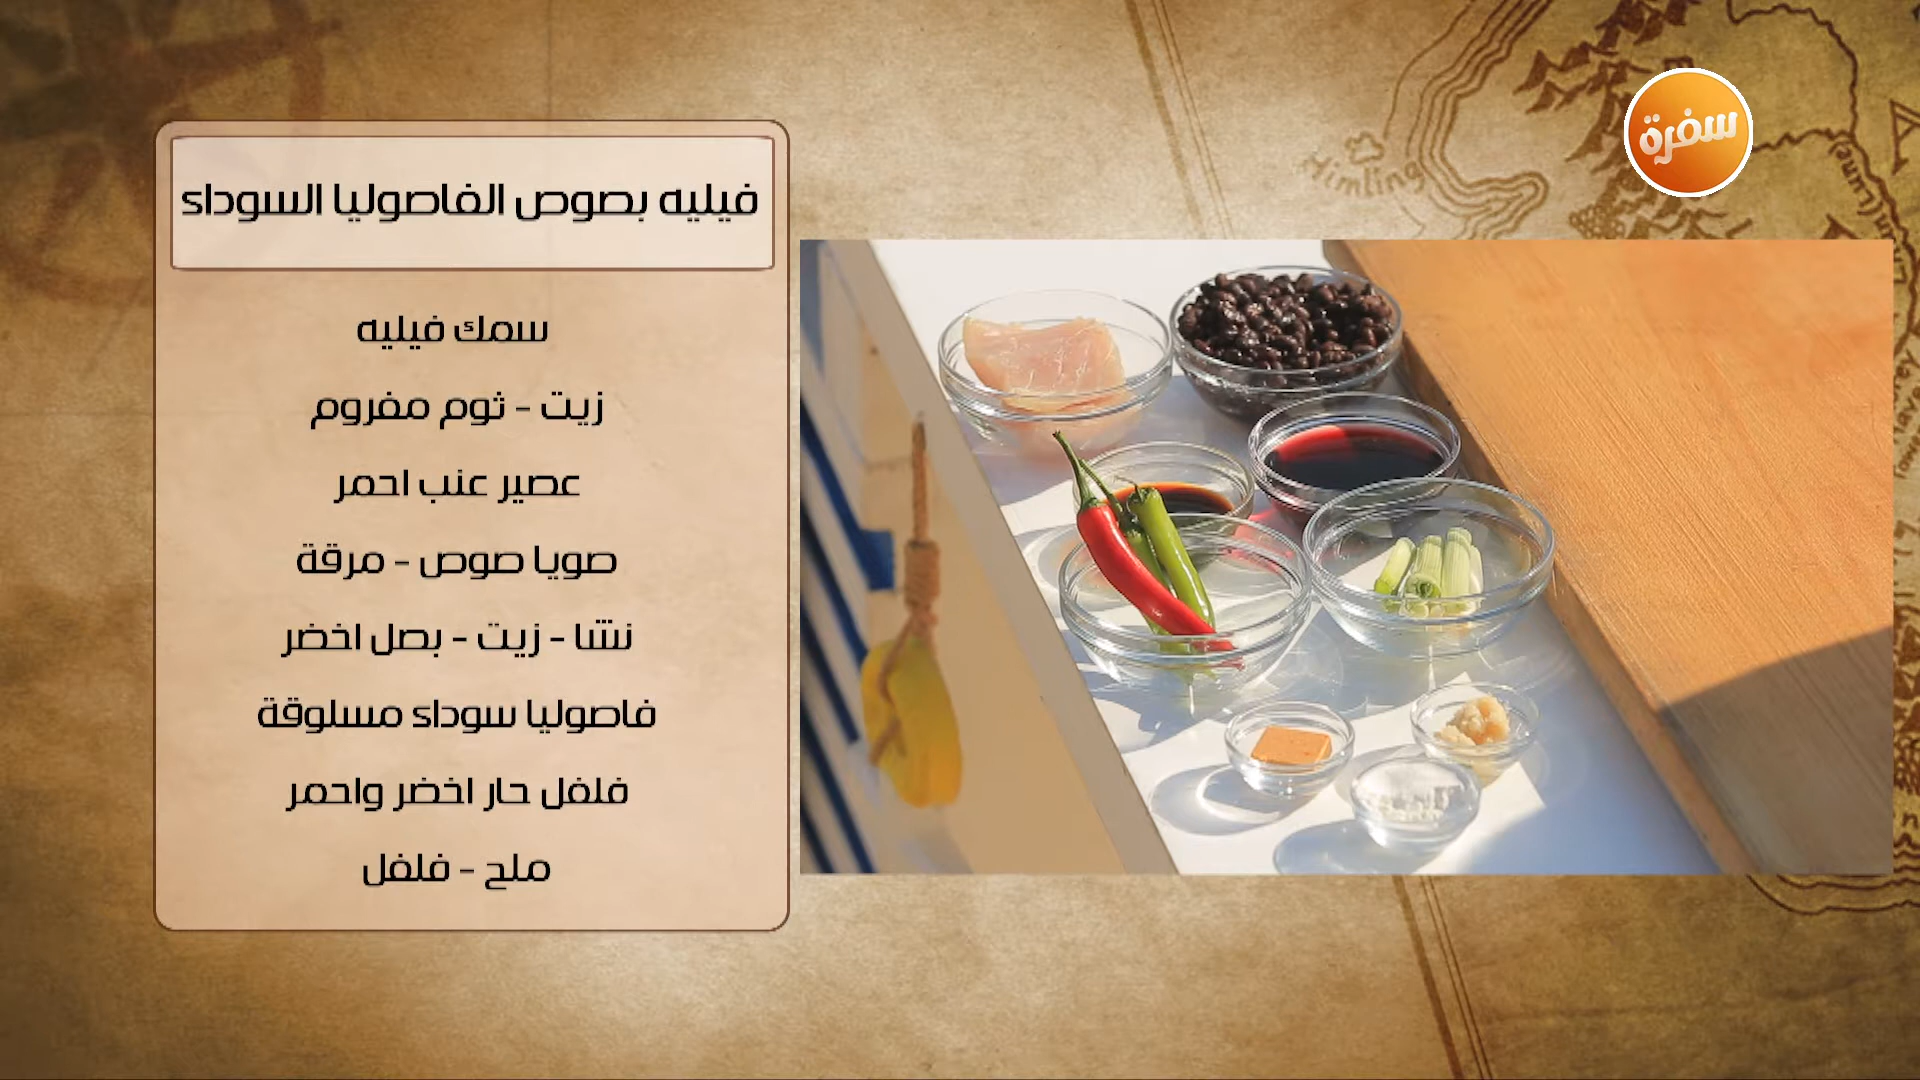 سفرة
فيليه بصوص الفاصوليا السوداء
سمك فيليه
زيت - ثوم مفروم
عصير عنب احمر
صويا صوص - مرقة
نشا - زيت - بصل اخضر
فاصوليا سوداء مسلوقة
فلفل حار اخضر واحمر
ملح - فلفل
Himling